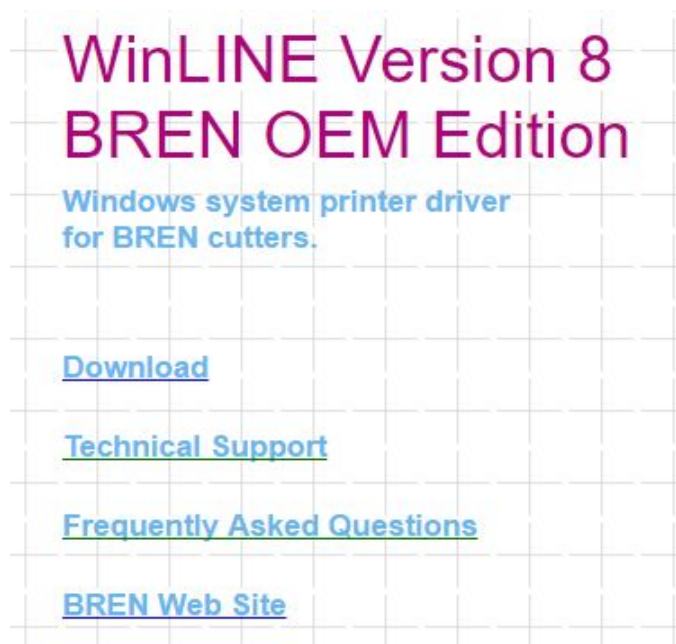 WinLINE Version 8
BREN OEM Edition
Windows system printer driver
for BREN cutters.
Download
Technical Support
Frequently Asked Questions
BREN Web Site